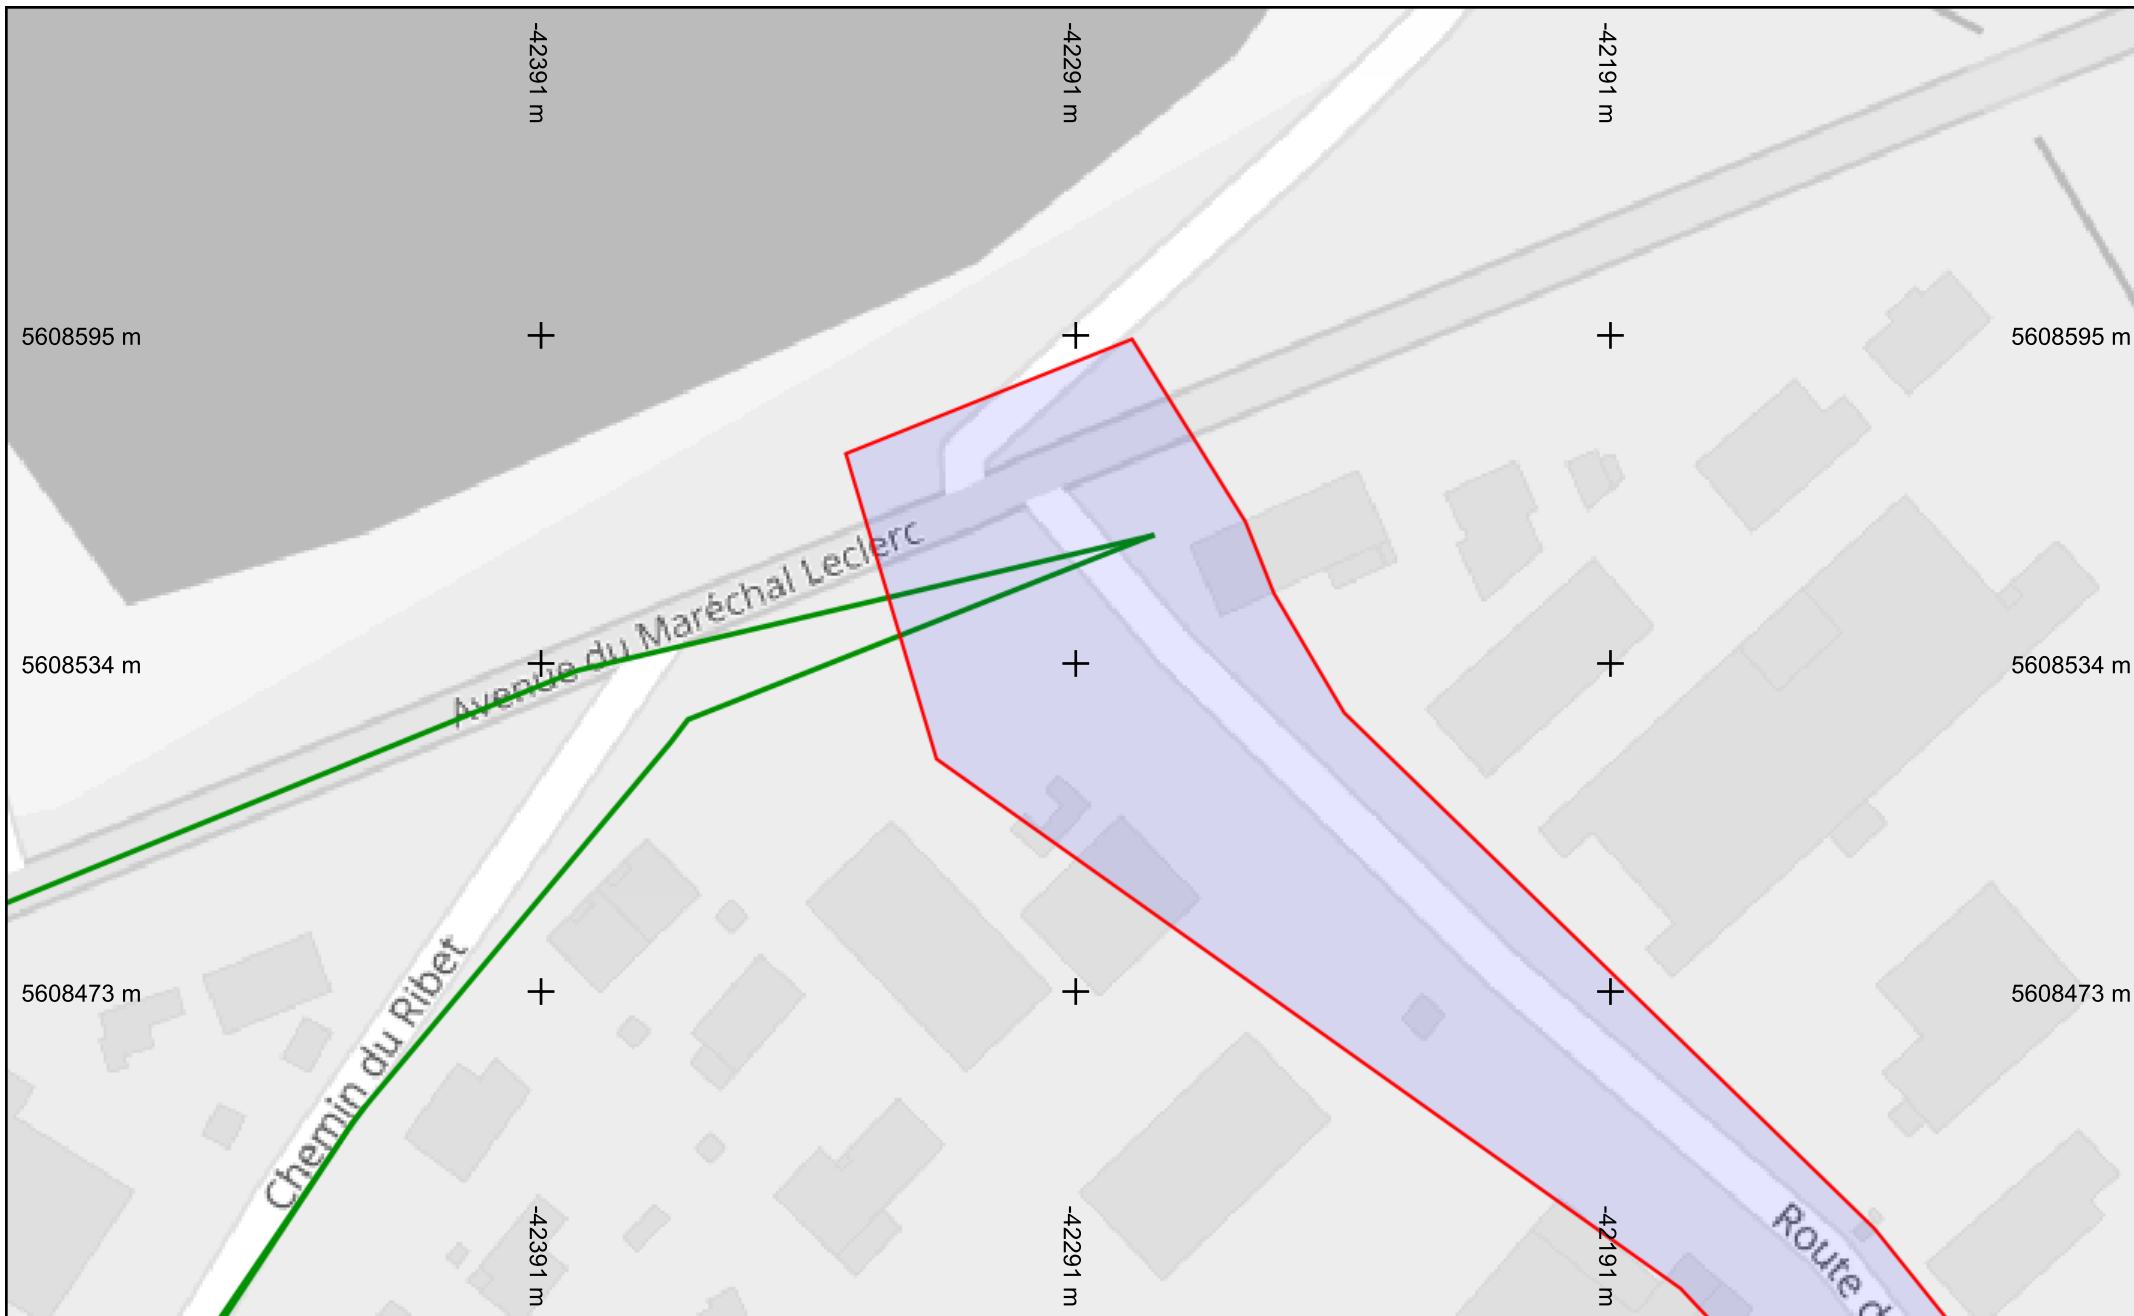 -42391 m
-42291 m
-42191 m
5608595 m
5608595 m
Avenue du Maréchal Leclerc
5608534 m
5608534 m
5608473 m
5608473 m
Chemin du Ribet
-42391 m
-42291 m
-42191 m
Route d